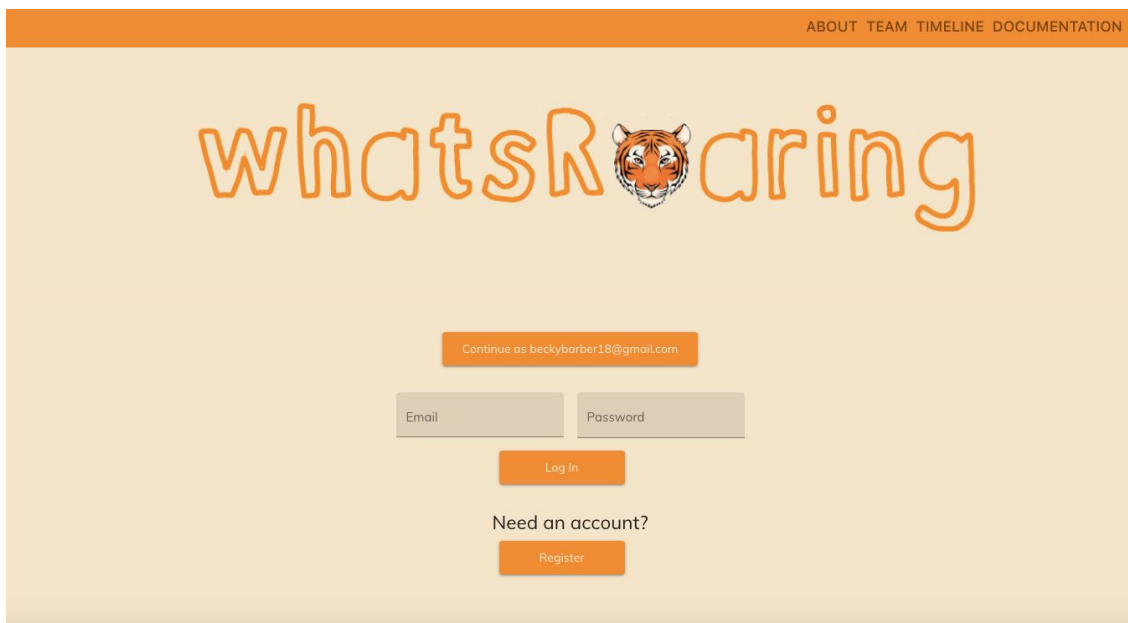 ABOUT TEAM TIMELINE DOCUMENTATION
whatsRoaring
Continue as beckybarber18@gmail.com
Email Password
Log In
Need an account?
Register